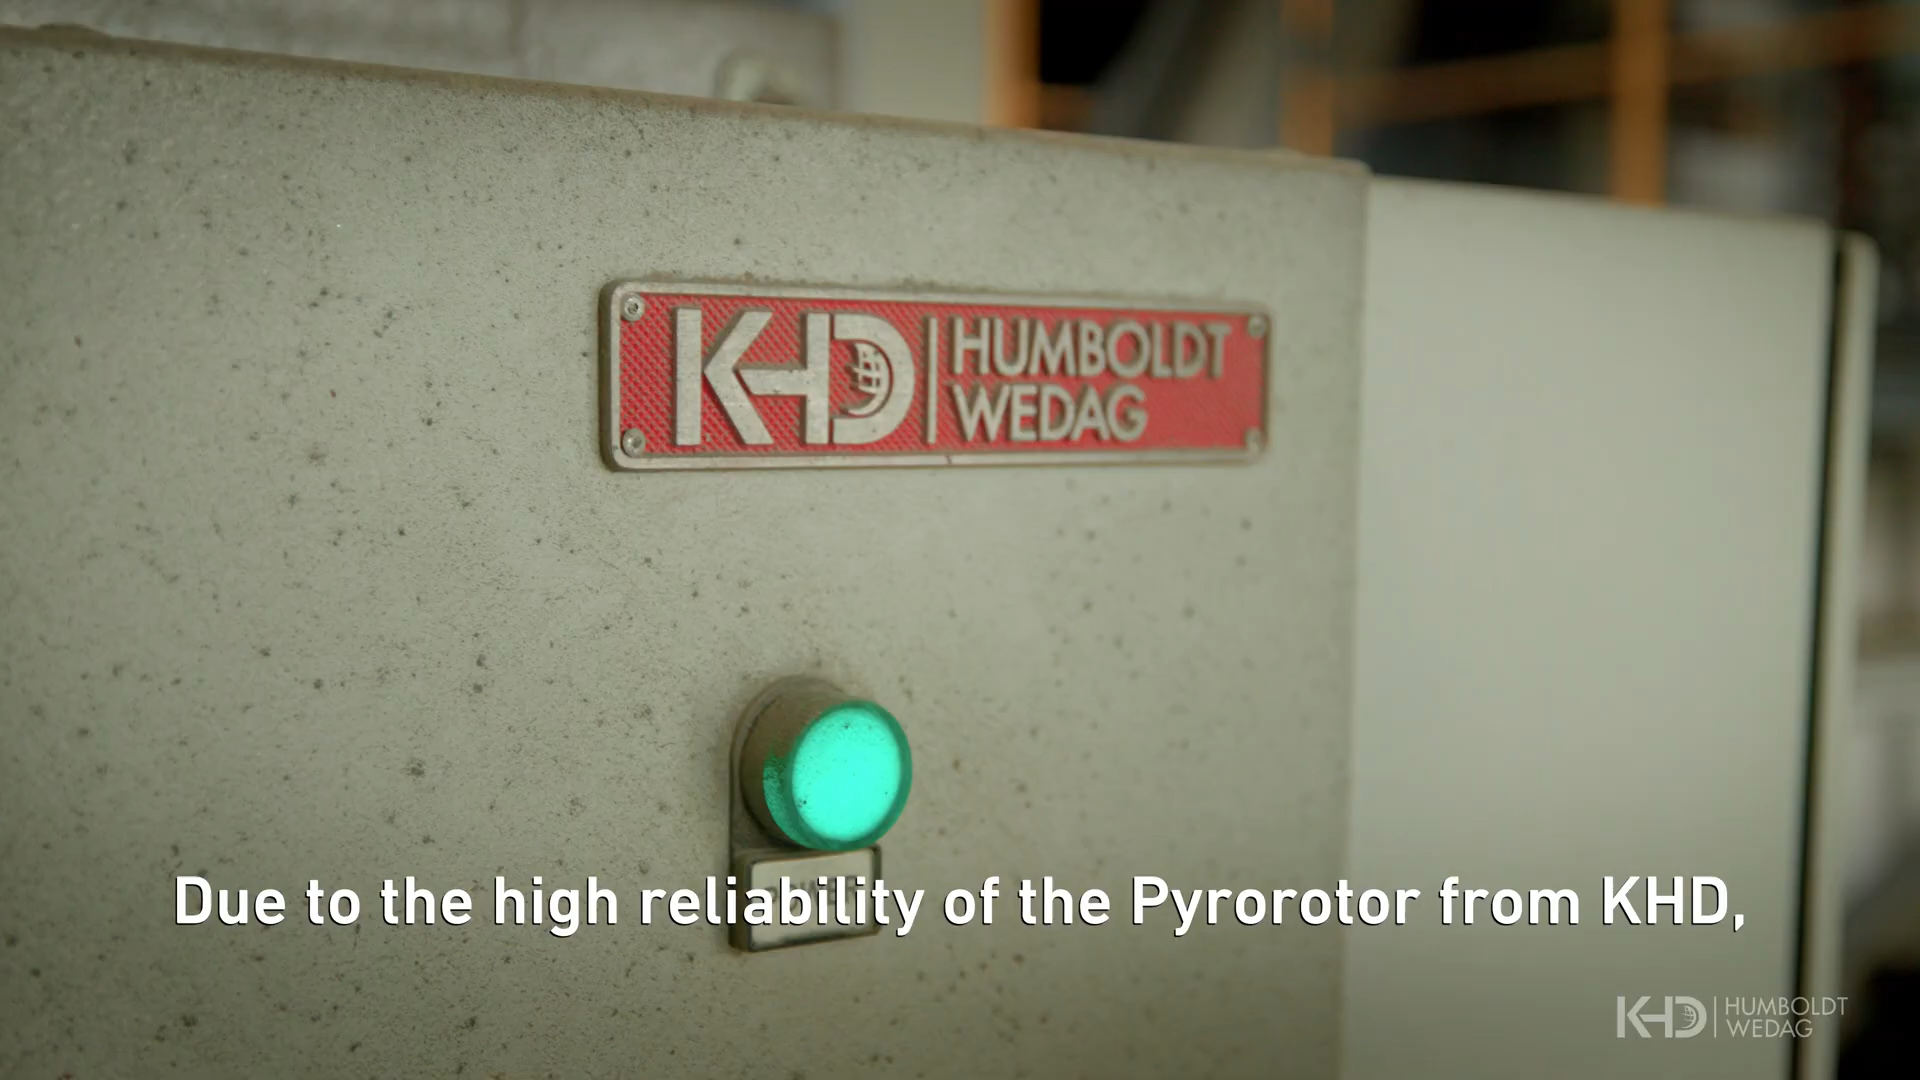 KHD HUMBOLDT
WEDAG
Due to the high reliability of the Pyrorotor from KHD,
KHD HUMBOLDT
WEDAG